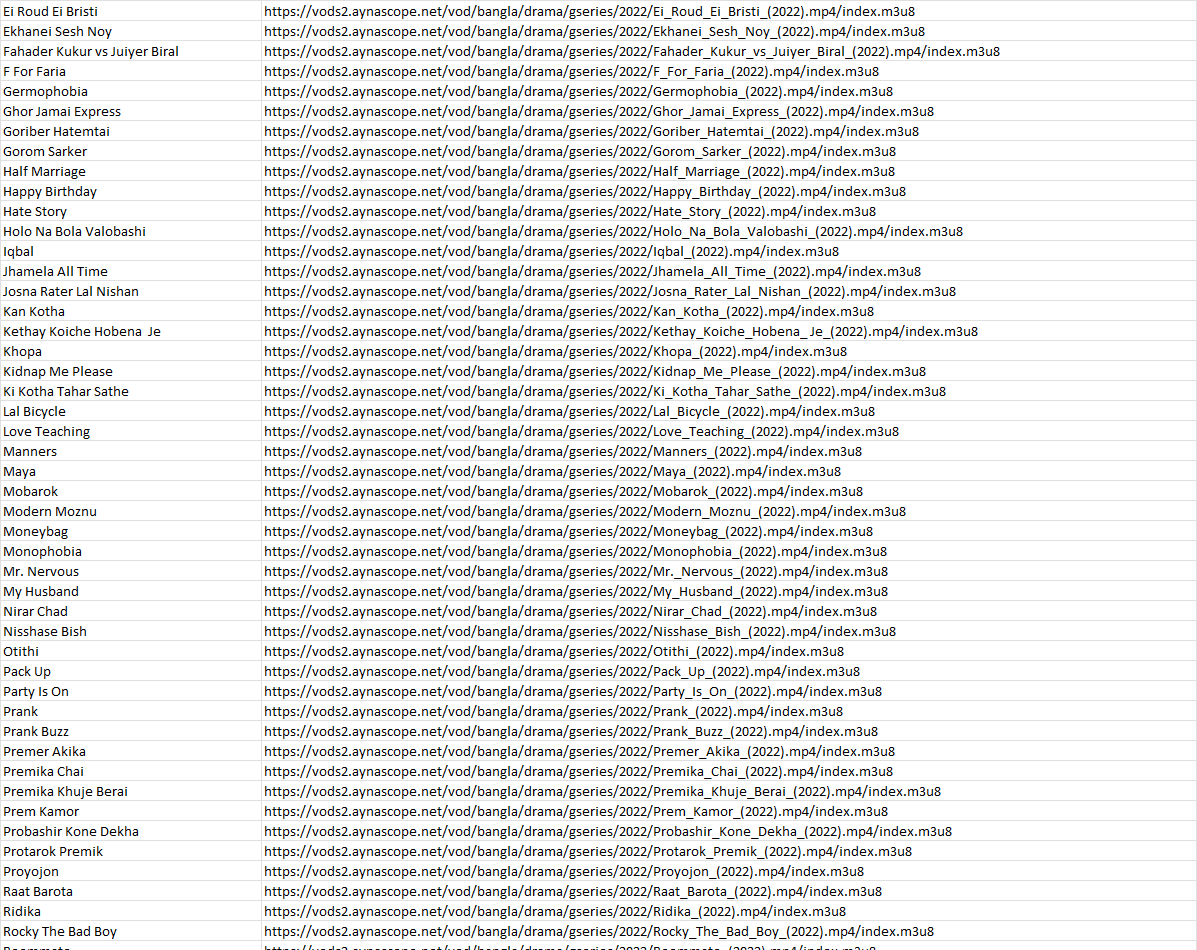 Ei Roud Ei Bristi https://vods2.aynascope.net/vod/bangla/drama/gseries/2022/Ei_Roud_Ei_Bristi_(2022).mp4/index.m3u8
Ekhanei Sesh Noy https://vods2.aynascope.net/vod/bangla/drama/gseries/2022/Ekhanei_Sesh_Noy_(2022).mp4/index.m3u8
Fahader Kukur vs Juiyer Biral https://vods2.aynascope.net/vod/bangla/drama/gseries/2022/Fahader_Kukur_vs_Juiyer_Biral_(2022).mp4/index.m3u8
F For Faria https://vods2.aynascope.net/vod/bangla/drama/gseries/2022/F_For_Faria_(2022).mp4/index.m3u8
Germophobia https://vods2.aynascope.net/vod/bangla/drama/gseries/2022/Germophobia_(2022).mp4/index.m3u8
Ghor Jamai Express https://vods2.aynascope.net/vod/bangla/drama/gseries/2022/Ghor_Jamai_Express_(2022).mp4/index.m3u8
Goriber Hatemtai https://vods2.aynascope.net/vod/bangla/drama/gseries/2022/Goriber_Hatemtai_(2022).mp4/index.m3u8
Gorom Sarker https://vods2.aynascope.net/vod/bangla/drama/gseries/2022/Gorom_Sarker_(2022).mp4/index.m3u8
Half Marriage https://vods2.aynascope.net/vod/bangla/drama/gseries/2022/Half_Marriage_(2022).mp4/index.m3u8
Happy Birthday https://vods2.aynascope.net/vod/bangla/drama/gseries/2022/Happy_Birthday_(2022).mp4/index.m3u8
Hate Story https://vods2.aynascope.net/vod/bangla/drama/gseries/2022/Hate_Story_(2022).mp4/index.m3u8
Holo Na Bola Valobashi https://vods2.aynascope.net/vod/bangla/drama/gseries/2022/Holo_Na_Bola_Valobashi_(2022).mp4/index.m3u8
Iqbal https://vods2.aynascope.net/vod/bangla/drama/gseries/2022/Iqbal_(2022).mp4/index.m3u8
Jhamela All Time https://vods2.aynascope.net/vod/bangla/drama/gseries/2022/Jhamela_All_Time_(2022).mp4/index.m3u8
Josna Rater Lal Nishan https://vods2.aynascope.net/vod/bangla/drama/gseries/2022/Josna_Rater_Lal_Nishan_(2022).mp4/index.m3u8
Kan Kotha https://vods2.aynascope.net/vod/bangla/drama/gseries/2022/Kan_Kotha_(2022).mp4/index.m3u8
Kethay Koiche Hobena  Je https://vods2.aynascope.net/vod/bangla/drama/gseries/2022/Kethay_Koiche_Hobena_ Je_(2022).mp4/index.m3u8
Khopa https://vods2.aynascope.net/vod/bangla/drama/gseries/2022/Khopa_(2022).mp4/index.m3u8
Kidnap Me Please https://vods2.aynascope.net/vod/bangla/drama/gseries/2022/Kidnap_Me_Please_(2022).mp4/index.m3u8
Ki Kotha Tahar Sathe https://vods2.aynascope.net/vod/bangla/drama/gseries/2022/Ki_Kotha_Tahar_Sathe_(2022).mp4/index.m3u8
Lal Bicycle https://vods2.aynascope.net/vod/bangla/drama/gseries/2022/Lal_Bicycle_(2022).mp4/index.m3u8
Love Teaching https://vods2.aynascope.net/vod/bangla/drama/gseries/2022/Love_Teaching_(2022).mp4/index.m3u8
Manners https://vods2.aynascope.net/vod/bangla/drama/gseries/2022/Manners_(2022).mp4/index.m3u8
Maya https://vods2.aynascope.net/vod/bangla/drama/gseries/2022/Maya_(2022).mp4/index.m3u8
Mobarok https://vods2.aynascope.net/vod/bangla/drama/gseries/2022/Mobarok_(2022).mp4/index.m3u8
Modern Moznu https://vods2.aynascope.net/vod/bangla/drama/gseries/2022/Modern_Moznu_(2022).mp4/index.m3u8
Moneybag https://vods2.aynascope.net/vod/bangla/drama/gseries/2022/Moneybag_(2022).mp4/index.m3u8
Monophobia https://vods2.aynascope.net/vod/bangla/drama/gseries/2022/Monophobia_(2022).mp4/index.m3u8
Mr. Nervous https://vods2.aynascope.net/vod/bangla/drama/gseries/2022/Mr._Nervous_(2022).mp4/index.m3u8
My Husband https://vods2.aynascope.net/vod/bangla/drama/gseries/2022/My_Husband_(2022).mp4/index.m3u8
Nirar Chad https://vods2.aynascope.net/vod/bangla/drama/gseries/2022/Nirar_Chad_(2022).mp4/index.m3u8
Nisshase Bish https://vods2.aynascope.net/vod/bangla/drama/gseries/2022/Nisshase_Bish_(2022).mp4/index.m3u8
Otithi https://vods2.aynascope.net/vod/bangla/drama/gseries/2022/Otithi_(2022).mp4/index.m3u8
Pack Up https://vods2.aynascope.net/vod/bangla/drama/gseries/2022/Pack_Up_(2022).mp4/index.m3u8
Party Is On https://vods2.aynascope.net/vod/bangla/drama/gseries/2022/Party_Is_On_(2022).mp4/index.m3u8
Prank https://vods2.aynascope.net/vod/bangla/drama/gseries/2022/Prank_(2022).mp4/index.m3u8
Prank Buzz https://vods2.aynascope.net/vod/bangla/drama/gseries/2022/Prank_Buzz_(2022).mp4/index.m3u8
Premer Akika https://vods2.aynascope.net/vod/bangla/drama/gseries/2022/Premer_Akika_(2022).mp4/index.m3u8
Premika Chai https://vods2.aynascope.net/vod/bangla/drama/gseries/2022/Premika_Chai_(2022).mp4/index.m3u8
Premika Khuje Berai https://vods2.aynascope.net/vod/bangla/drama/gseries/2022/Premika_Khuje_Berai_(2022).mp4/index.m3u8
Prem Kamor https://vods2.aynascope.net/vod/bangla/drama/gseries/2022/Prem_Kamor_(2022).mp4/index.m3u8
Probashir Kone Dekha https://vods2.aynascope.net/vod/bangla/drama/gseries/2022/Probashir_Kone_Dekha_(2022).mp4/index.m3u8
Protarok Premik https://vods2.aynascope.net/vod/bangla/drama/gseries/2022/Protarok_Premik_(2022).mp4/index.m3u8
Proyojon https://vods2.aynascope.net/vod/bangla/drama/gseries/2022/Proyojon_(2022).mp4/index.m3u8
Raat Barota https://vods2.aynascope.net/vod/bangla/drama/gseries/2022/Raat_Barota_(2022).mp4/index.m3u8
Ridika https://vods2.aynascope.net/vod/bangla/drama/gseries/2022/Ridika_(2022).mp4/index.m3u8
Rocky The Bad Boy https://vods2.aynascope.net/vod/bangla/drama/gseries/2022/Rocky_The_Bad_Boy_(2022).mp4/index.m3u8